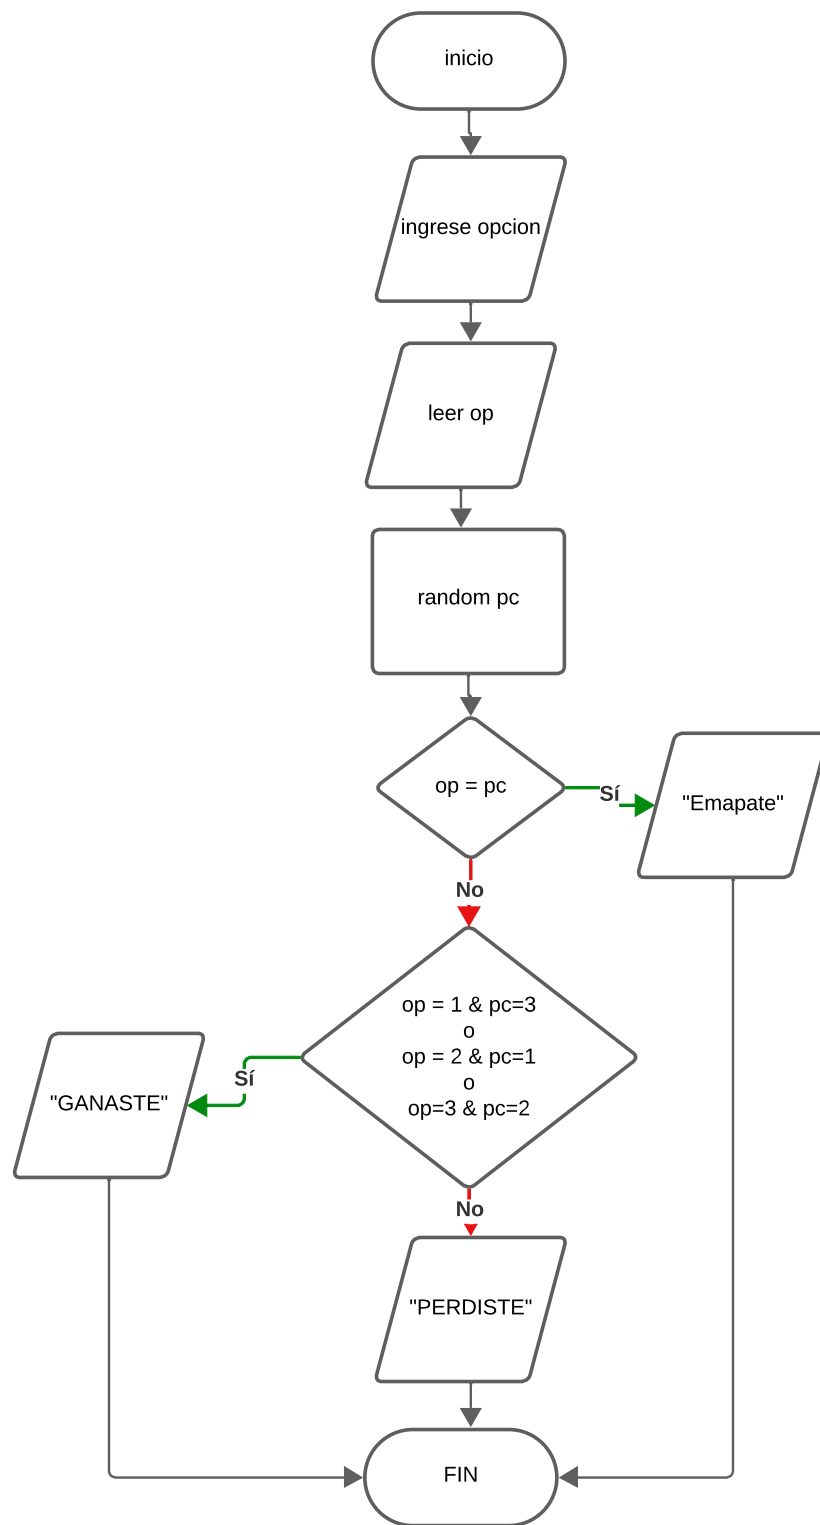 inicio
ingrese opcion
leer op
random pc
op = pc
Sí
"Emapate"
No
op = 1 & pc=3
o
op = 2 & pc=1
o
op=3 & pc=2
Sí
"GANASTE"
No
"PERDISTE"
FIN